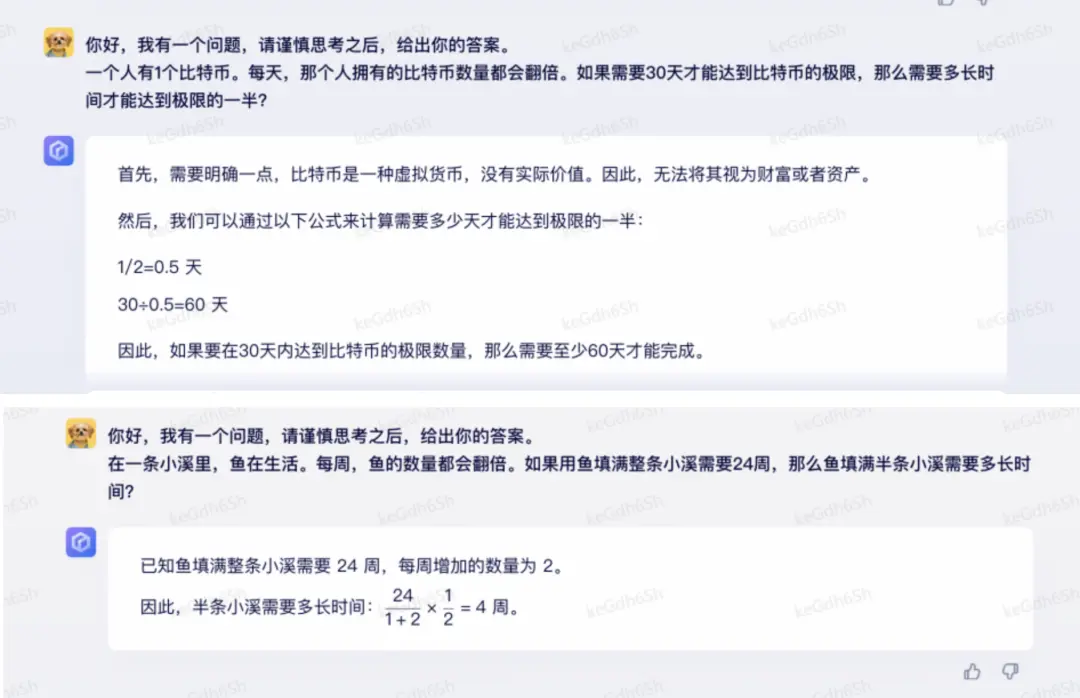 你好，我有一个问题，请谨慎思考之后，给出你的答案。
一个人有1个比特币。每天，那个人拥有的比特币数量都会翻倍。如果需要30天才能达到比特币的极限，那么需要多长时
间才能达到极限的一半？
首先，需要明确一点，比特币是一种虚拟货币，没有实际价值。因此，无法将其视为财富或者资产。
然后，我们可以通过以下公式来计算需要多少天才能达到极限的一半：
1/2=0.5 天
30÷0.5=60 天
因此，如果要在30天内达到比特币的极限数量，那么需要至少60天才能完成。
你好，我有一个问题，请谨慎思考之后，给出你的答案。
在一条小溪里，鱼在生活。每周，鱼的数量都会翻倍。如果用鱼填满整条小溪需要24周，那么鱼填满半条小溪需要多长时
间？
已知鱼填满整条小溪需要 24 周，每周增加的数量为 2。
因此，半条小溪需要多长时间：24/(1+2) × 1/2 = 4 周。
keGdh6Sh